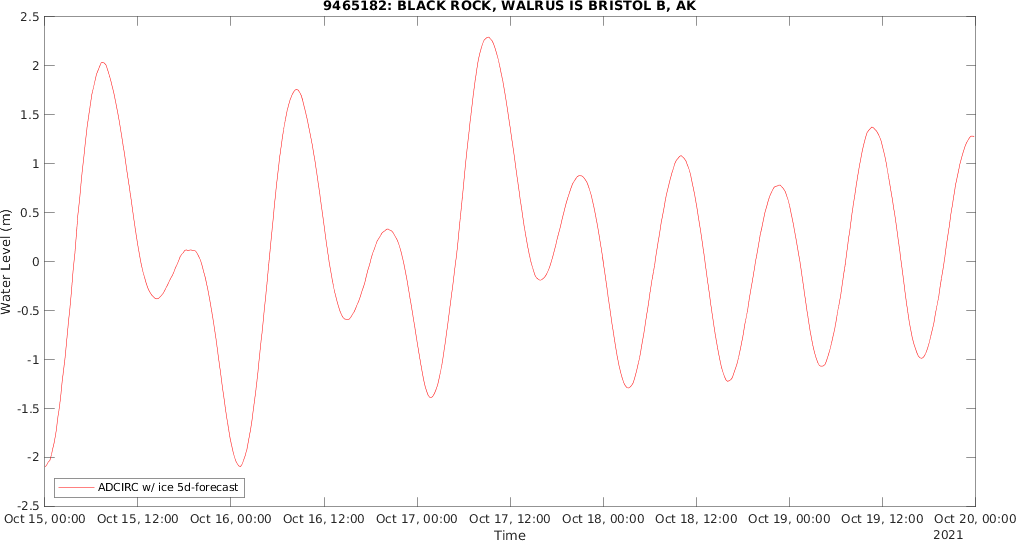 9465182: BLACK ROCK, WALRUS IS BRISTOL B, AK
2.5
2
1.5
1
0.5
0
-0.5
-1
-1.5
-2
-2.5
Water Level (m)
ADCIRC w/ ice 5d-forecast
Oct 15, 00:00 Oct 15, 12:00 Oct 16, 00:00 Oct 16, 12:00 Oct 17, 00:00 Oct 17, 12:00 Oct 18, 00:00 Oct 18, 12:00 Oct 19, 00:00 Oct 19, 12:00 Oct 20, 00:00
Time
2021